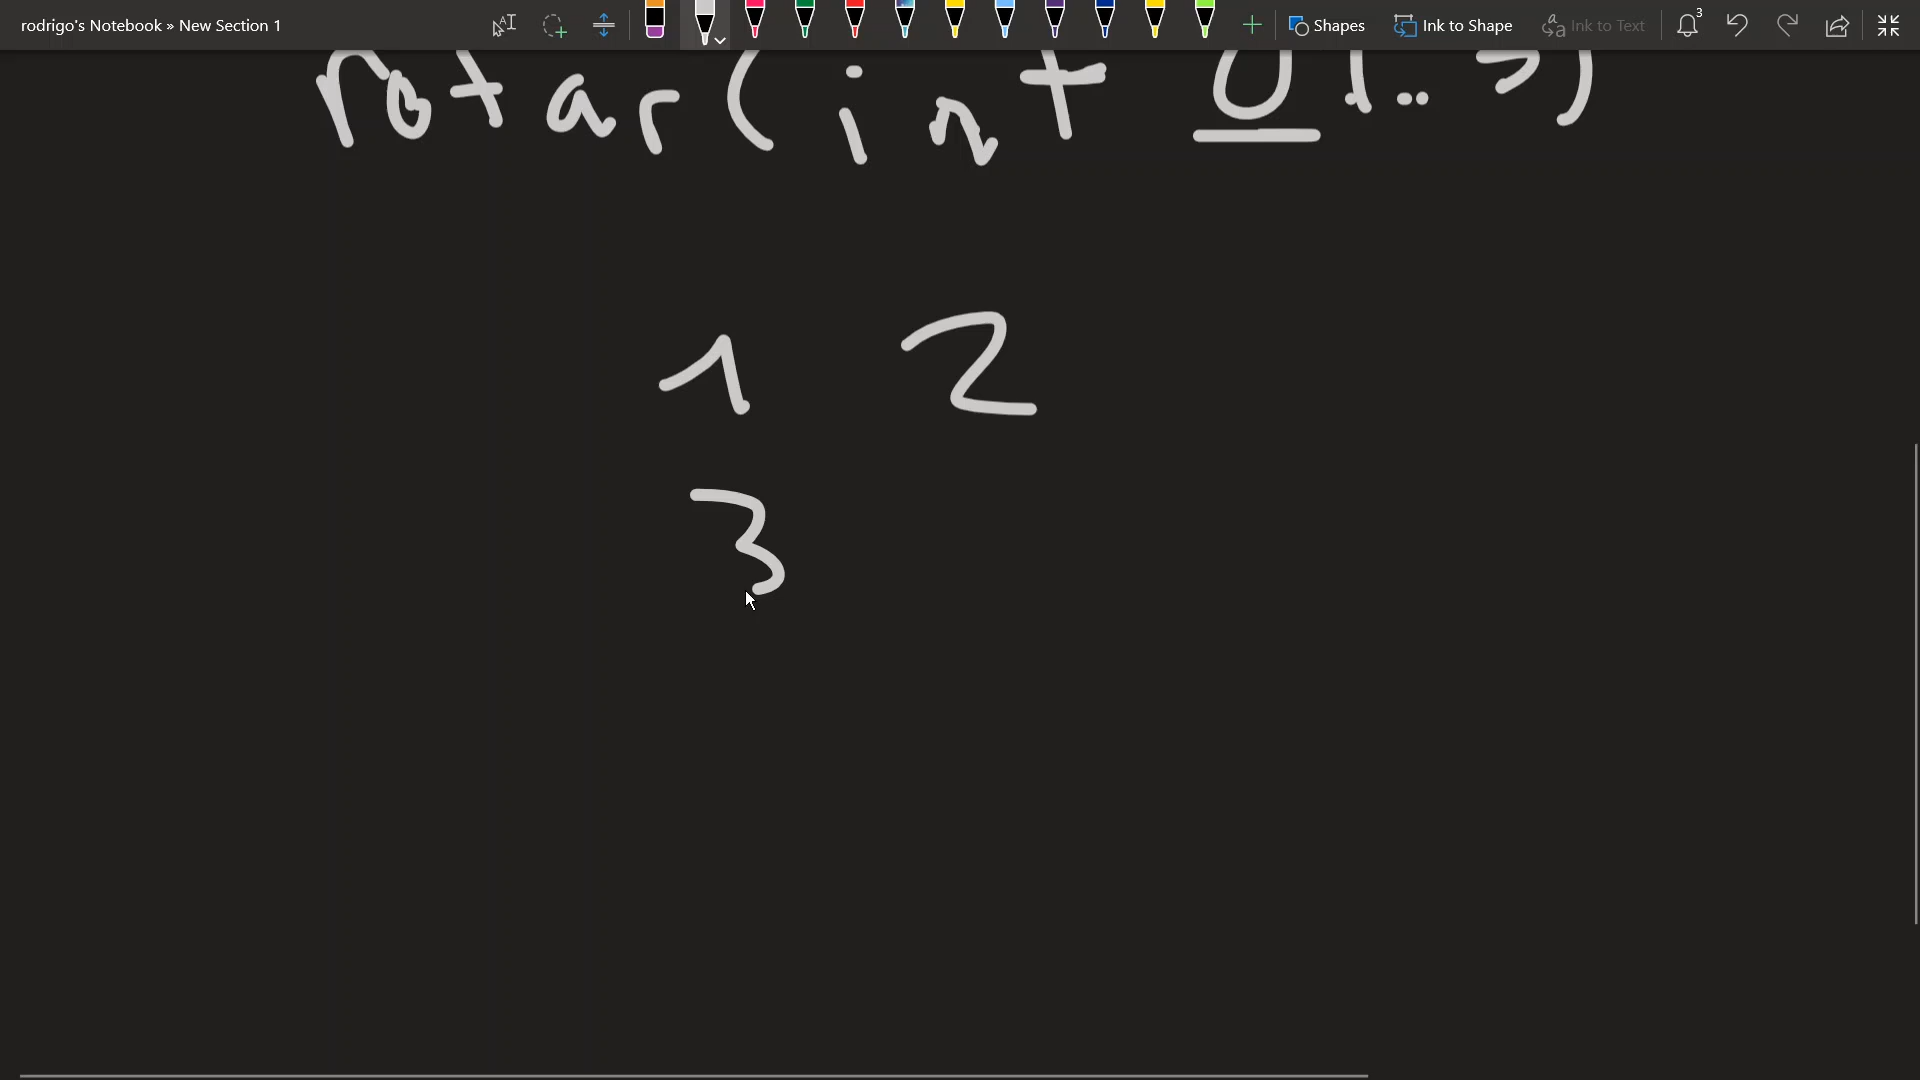 rodrigo's Notebook » New Section 1
Shapes
Ink to Shape
Ink to Text
3
rotar(int
1 2
3